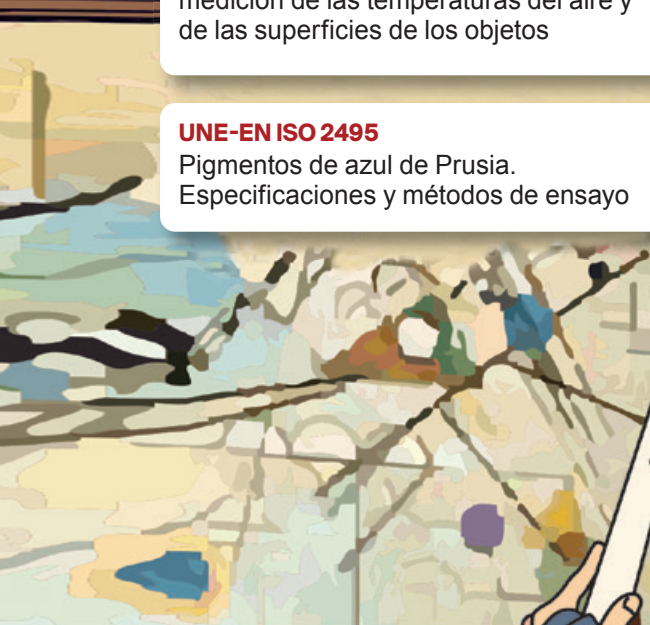 medición de las temperaturas del aire y
de las superficies de los objetos
UNE-EN ISO 2495
Pigmentos de azul de Prusia.
Especificaciones y métodos de ensayo